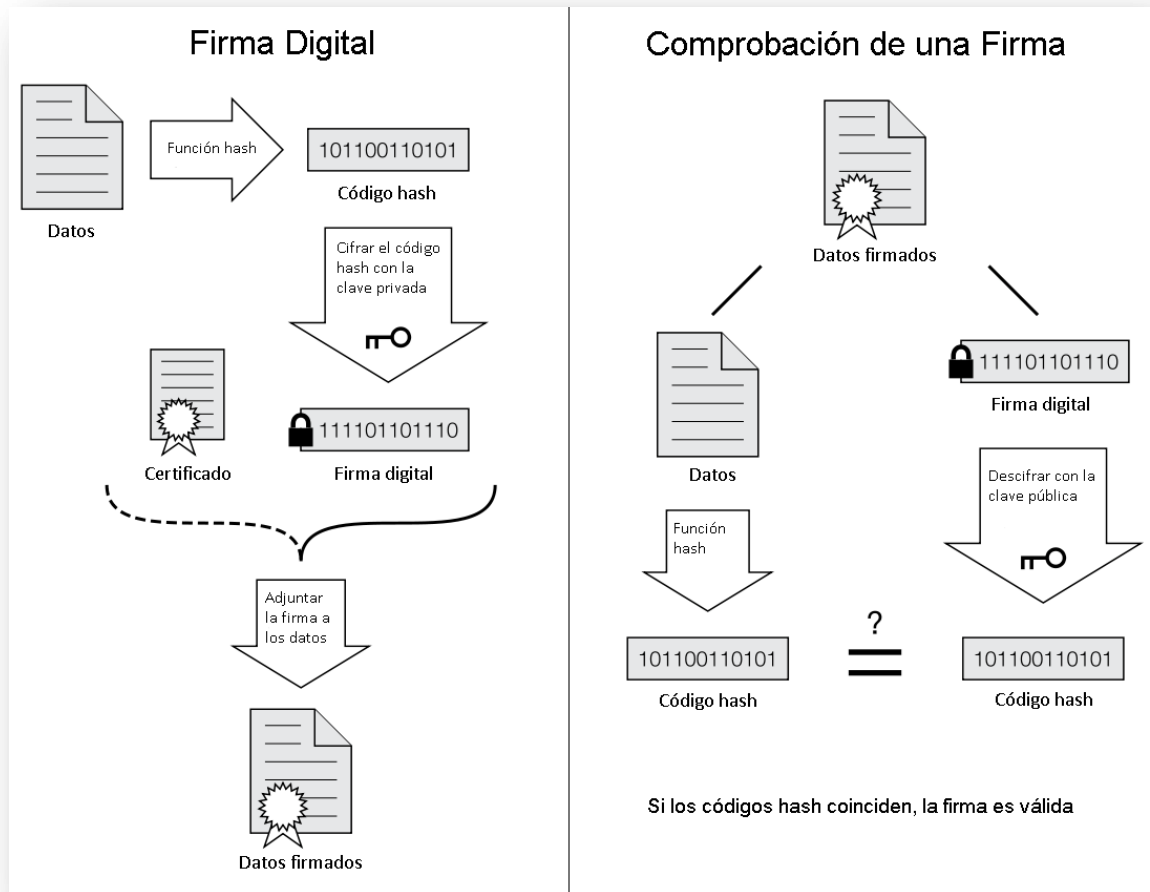 Firma Digital
Datos
Función hash
101100110101
Código hash
Cifrar el código
hash con la
clave privada
Certificado
111101101110
Firma digital
Adjuntar
la firma a
los datos
Datos firmados
Comprobación de una Firma
Datos firmados
Datos
Función
hash
101100110101
Código hash
111101101110
Firma digital
Descifrar con la
clave pública
?
101100110101
Código hash
Si los códigos hash coinciden, la firma es válida